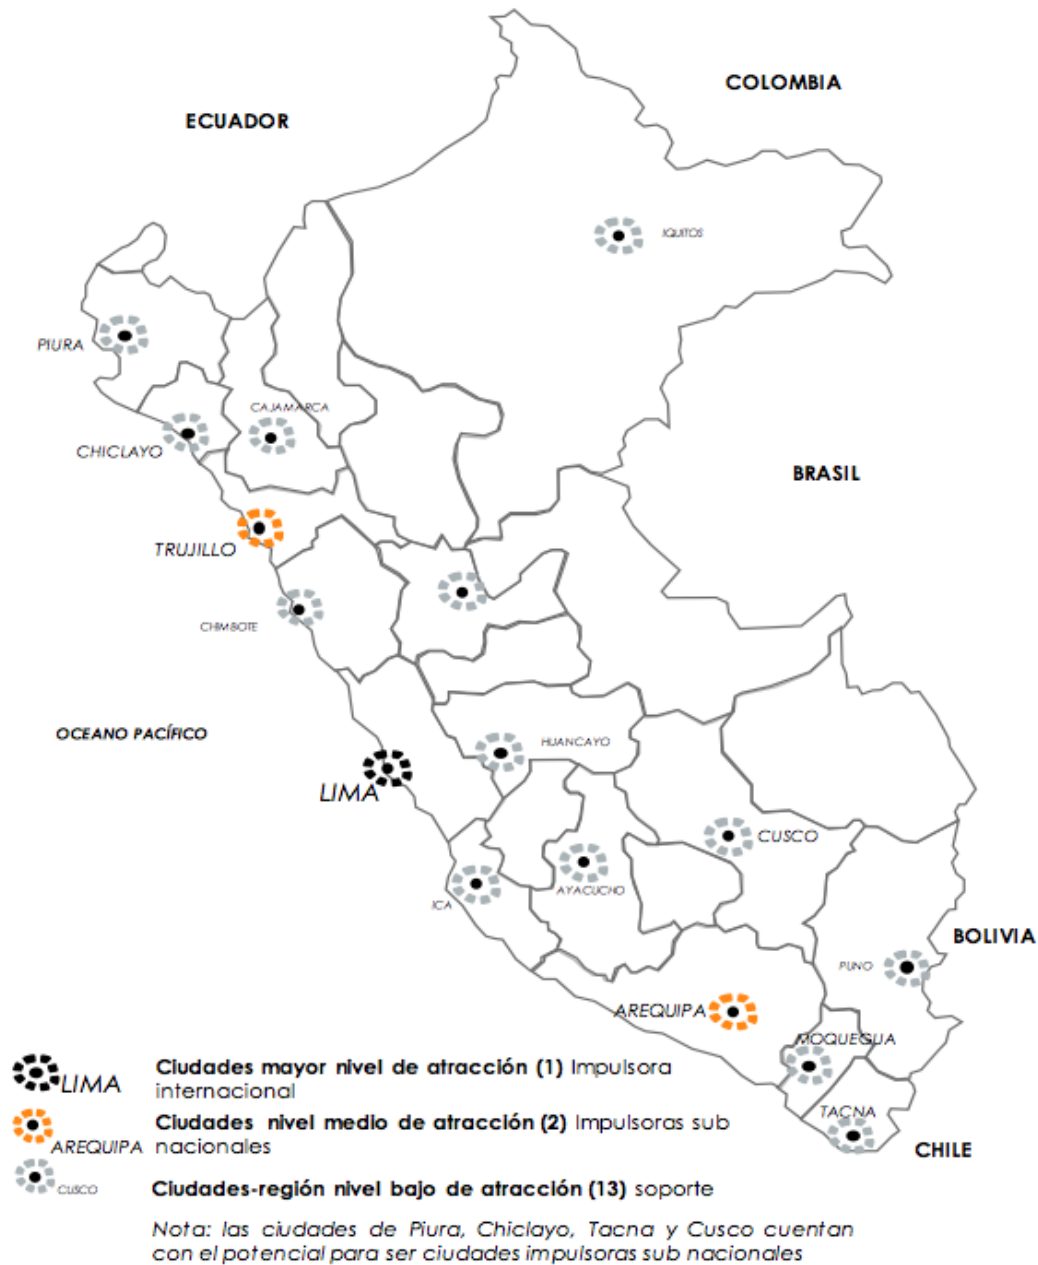 COLOMBIA
ECUADOR
IQUITOS
PIURA
CAJAMARCA
CHICLAYO
BRASIL
TRUJILLO
CHIMBOTE
OCEANO PACÍFICO
HUANCAYO
LIMA
CUSCO
AYACUCHO
ICA
BOLIVIA
PUNO
AREQUIPA
MOQUEGUA
TACNA
CHILE
LIMA
Ciudades mayor nivel de atracción (1) Impulsora
internacional
AREQUIPA
Ciudades nivel medio de atracción (2) Impulsoras sub
nacionales
CUSCO
Ciudades-región nivel bajo de atracción (13) soporte
Nota: las ciudades de Piura, Chiclayo, Tacna y Cusco cuentan
con el potencial para ser ciudades impulsoras sub nacionales